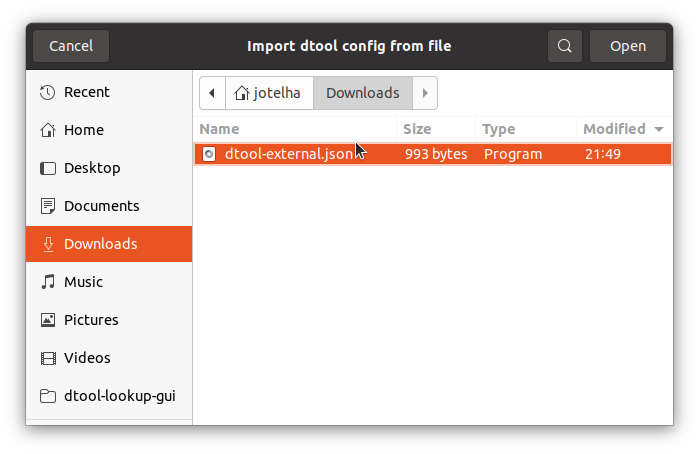 Cancel Import dtool config from file Open
Recent
Home
Desktop
Documents
Downloads
Music
Pictures
Videos
dtool-lookup-gui
jotelha Downloads
Name Size Type Modified
dtool-external.json 993 bytes Program 21:49